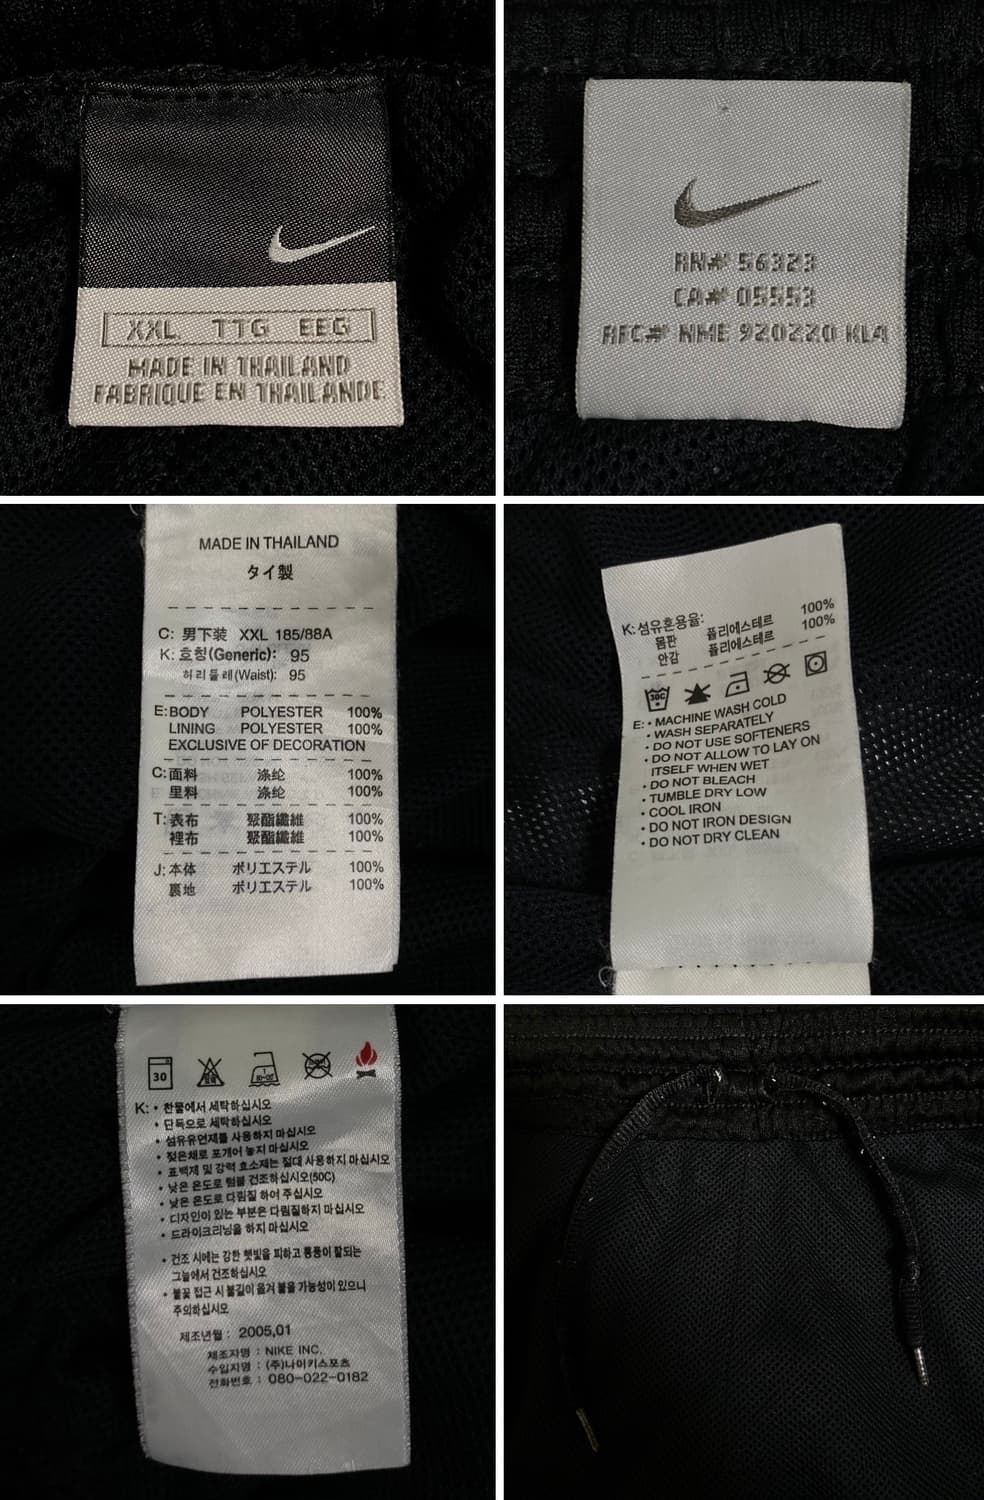 XXL TTG EEG
MADE IN THAILAND
FABRIQUE EN THAILANDE
RN# 56323
CA# 05553
RFC# NME 920220 KLA
MADE IN THAILAND
タイ製
C: 男下装 XXL 185/88A
K: 호칭(Generic): 95
허리둘레(Waist): 95
E: BODY POLYESTER 100%
LINING POLYESTER 100%
EXCLUSIVE OF DECORATION
C: 面料 涤纶 100%
里料 涤纶 100%
T: 表布 聚酯纖維 100%
裡布 聚酯纖維 100%
J: 本体 ポリエステル 100%
裏地 ポリエステル 100%
K: 섬유혼용율:
몸판 폴리에스테르 100%
안감 폴리에스테르 100%
30C
E: • MACHINE WASH COLD
• WASH SEPARATELY
• DO NOT USE SOFTENERS
• DO NOT ALLOW TO LAY ON
ITSELF WHEN WET
• DO NOT BLEACH
• TUMBLE DRY LOW
• COOL IRON
• DO NOT IRON DESIGN
• DO NOT DRY CLEAN
30
K: • 찬물에서 세탁하십시오
• 단독으로 세탁하십시오
• 섬유유연제를 사용하지 마십시오
• 젖은채로 포개어 놓지 마십시오
• 표백제 및 강력 효소제는 절대 사용하지 마십시오
• 낮은 온도로 텀블 건조하십시오(50C)
• 낮은 온도로 다림질 하여 주십시오
• 디자인이 있는 부분은 다림질하지 마십시오
• 드라이크리닝을 하지 마십시오
• 건조 시에는 강한 햇빛을 피하고 통풍이 잘되는
그늘에서 건조하십시오
• 불꽃 접근 시 불길이 옮겨 붙을 가능성이 있으니
주의하십시오
제조년월 : 2005,01
제조자명 : NIKE INC.
수입자명 : (주)나이키스포츠
전화번호 : 080-022-0182